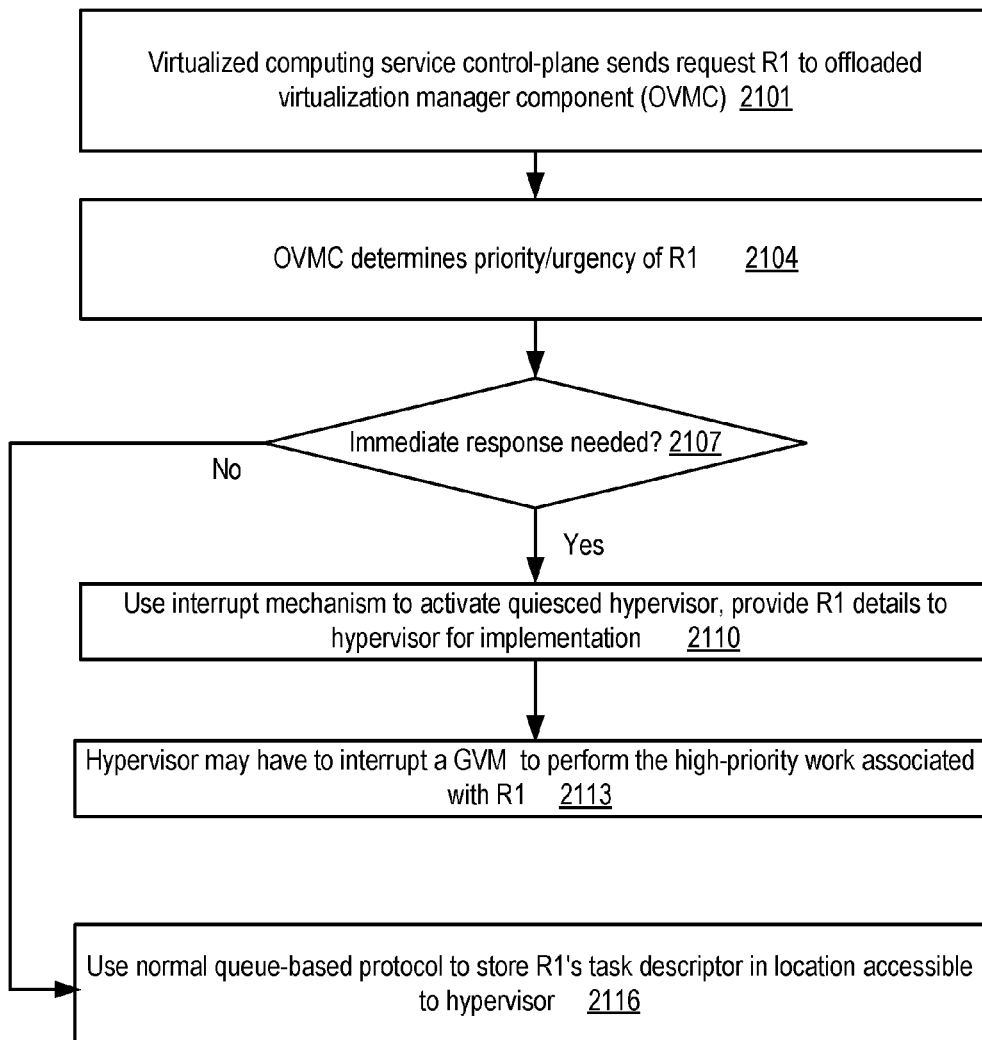 Virtualized computing service control-plane sends request R1 to offloaded
virtualization manager component (OVMC) 2101
OVMC determines priority/urgency of R1 2104
Immediate response needed? 2107
No
Yes
Use interrupt mechanism to activate quiesced hypervisor, provide R1 details to
hypervisor for implementation 2110
Hypervisor may have to interrupt a GVM to perform the high-priority work associated
with R1 2113
Use normal queue-based protocol to store R1's task descriptor in location accessible
to hypervisor 2116